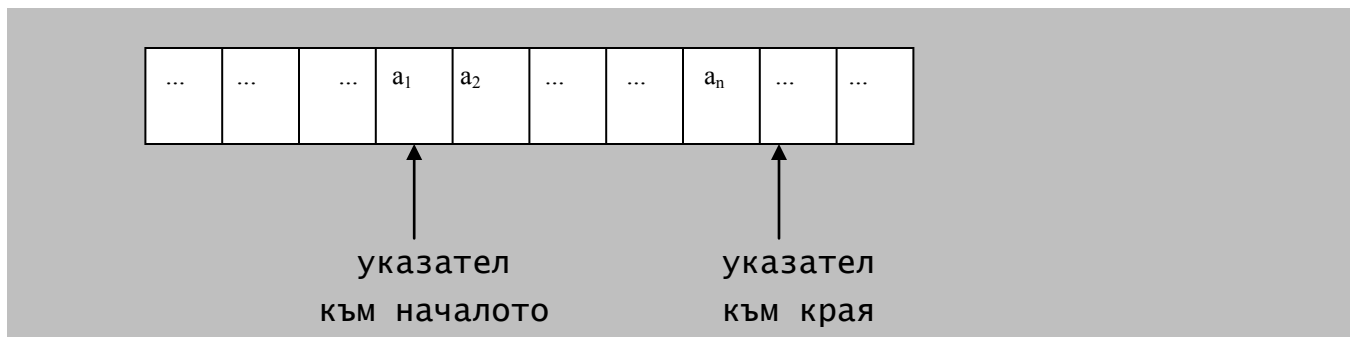 ... ... ... a₁ a₂ ... ... aₙ ... ...
указател указател
към началото към края